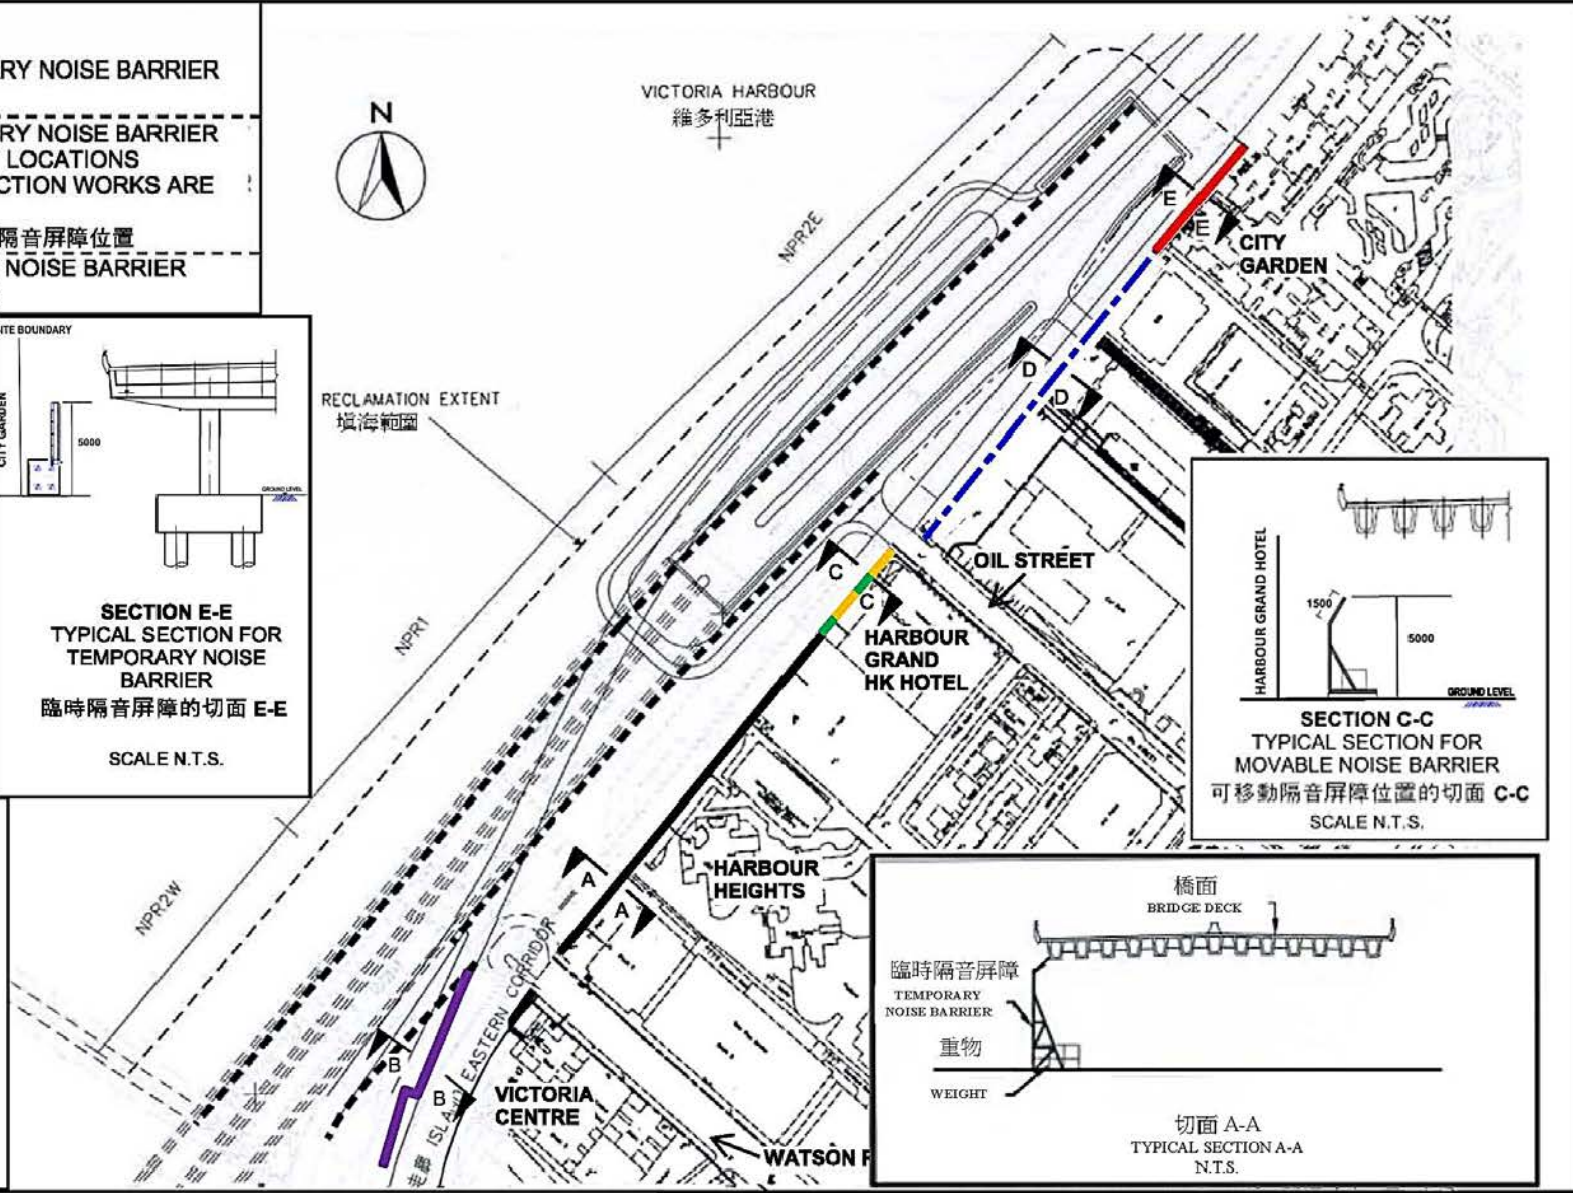 RY NOISE BARRIER
RY NOISE BARRIER
LOCATIONS
CTION WORKS ARE
隔音屏障位置
NOISE BARRIER
ITE BOUNDARY
CITY GARDEN
5000
GROUND LEVEL
SECTION E-E
TYPICAL SECTION FOR
TEMPORARY NOISE
BARRIER
臨時隔音屏障的切面 E-E
SCALE N.T.S.
N
VICTORIA HARBOUR
維多利亞港
NPR2E
RECLAMATION EXTENT
填海範圍
NPR1
NPR2W
E
E
CITY
GARDEN
D
D
C
C
OIL STREET
HARBOUR
GRAND
HK HOTEL
HARBOUR
HEIGHTS
A
A
B
B
EASTERN CORRIDOR
VICTORIA
CENTRE
WATSON
HARBOUR GRAND HOTEL
1500
5000
GROUND LEVEL
SECTION C-C
TYPICAL SECTION FOR
MOVABLE NOISE BARRIER
可移動隔音屏障位置的切面 C-C
SCALE N.T.S.
橋面
BRIDGE DECK
臨時隔音屏障
TEMPORARY
NOISE BARRIER
重物
WEIGHT
切面 A-A
TYPICAL SECTION A-A
N.T.S.